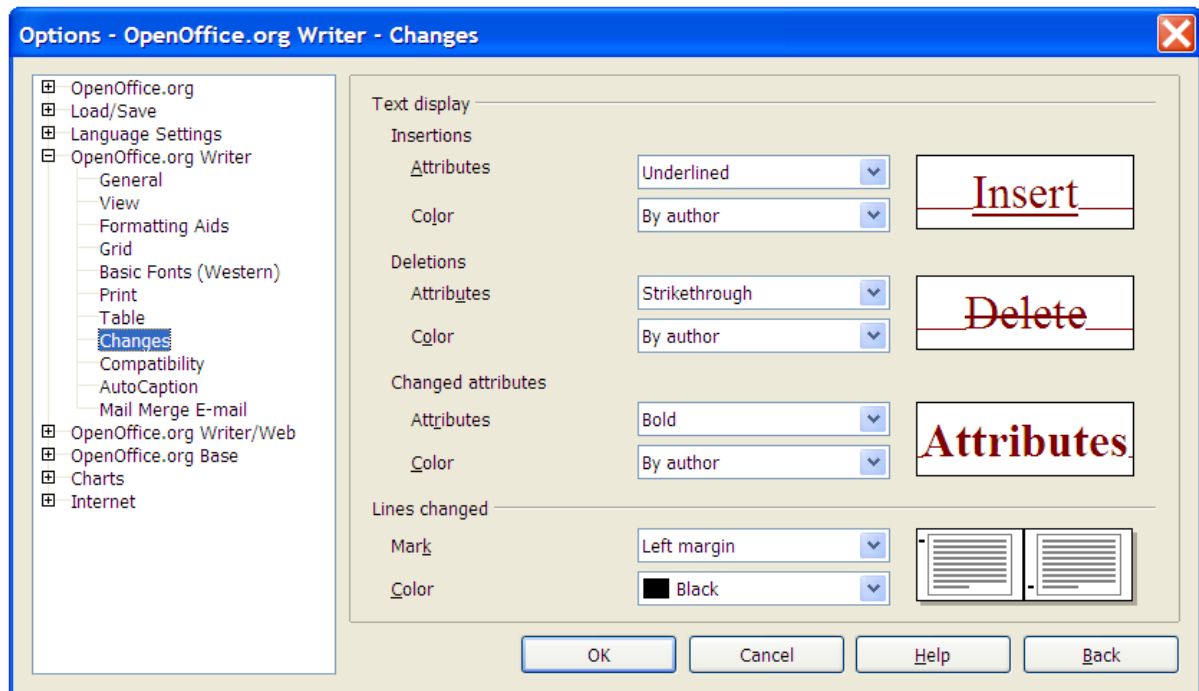 Options - OpenOffice.org Writer - Changes
OpenOffice.org
Load/Save
Language Settings
OpenOffice.org Writer
General
View
Formatting Aids
Grid
Basic Fonts (Western)
Print
Table
Changes
Compatibility
AutoCaption
Mail Merge E-mail
OpenOffice.org Writer/Web
OpenOffice.org Base
Charts
Internet
Text display
Insertions
Attributes Underlined
Color By author
Insert
Deletions
Attributes Strikethrough
Color By author
Delete
Changed attributes
Attributes Bold
Color By author
Attributes
Lines changed
Mark Left margin
Color Black
OK Cancel Help Back